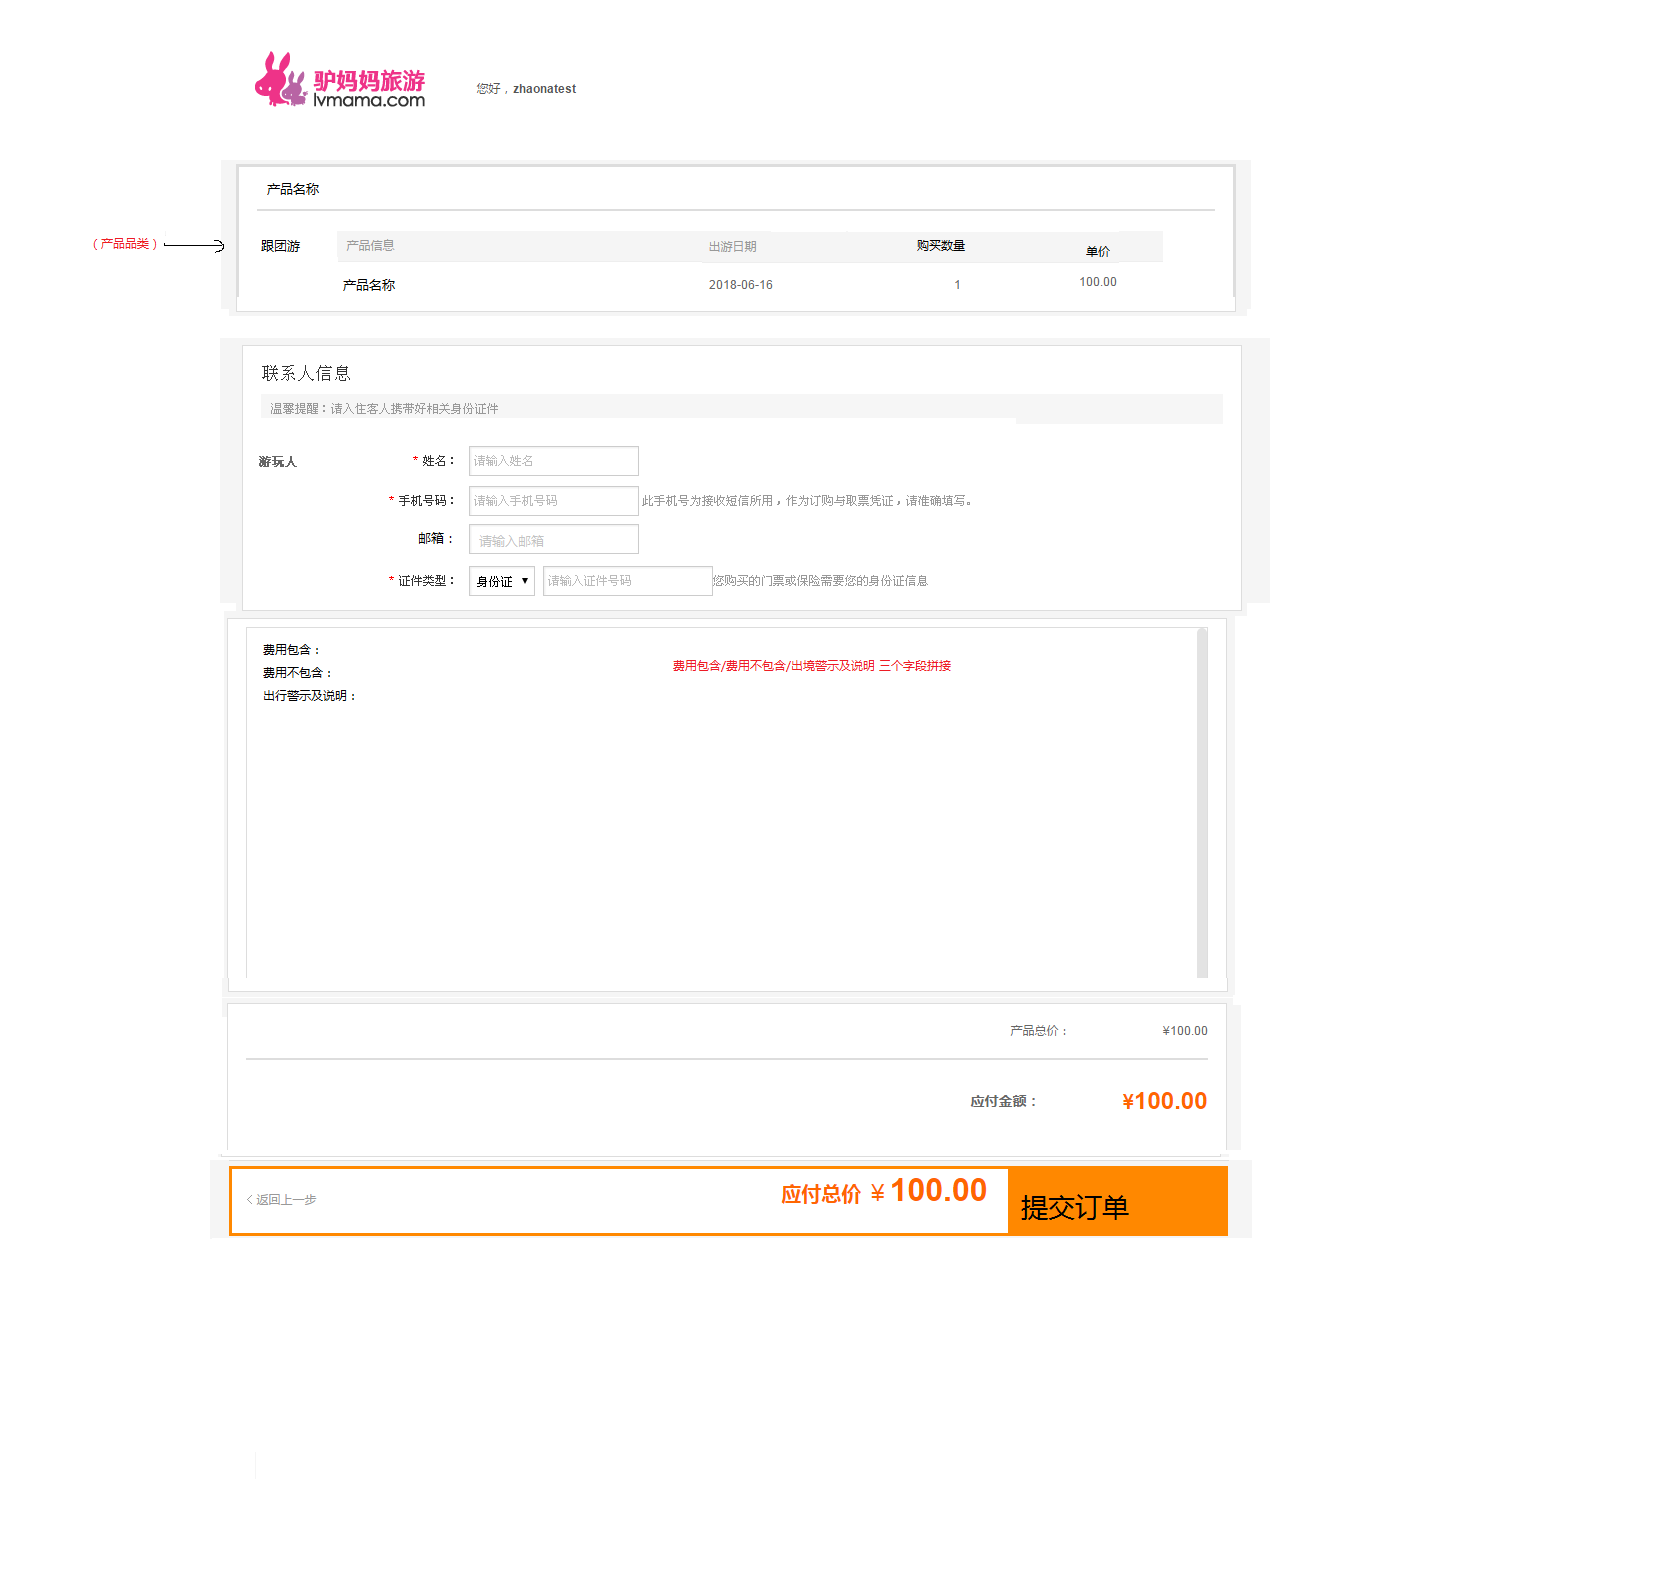 驴妈妈旅游
lvmama.com
您好，zhaonatest
产品名称
（产品品类）
跟团游 产品信息 出游日期 购买数量 单价
产品名称 2018-06-16 1 100.00
联系人信息
温馨提醒：请入住客人携带好相关身份证件
游玩人 * 姓名： 请输入姓名
* 手机号码： 请输入手机号码 此手机号为接收短信所用，作为订购与取票凭证，请准确填写。
邮箱： 请输入邮箱
* 证件类型： 身份证 ▼ 请输入证件号码 您购买的门票或保险需要您的身份证信息
费用包含：
费用包含/费用不包含/出境警示及说明 三个字段拼接
费用不包含：
出行警示及说明：
产品总价： ¥100.00
应付金额： ¥100.00
< 返回上一步 应付总价 ¥ 100.00 提交订单